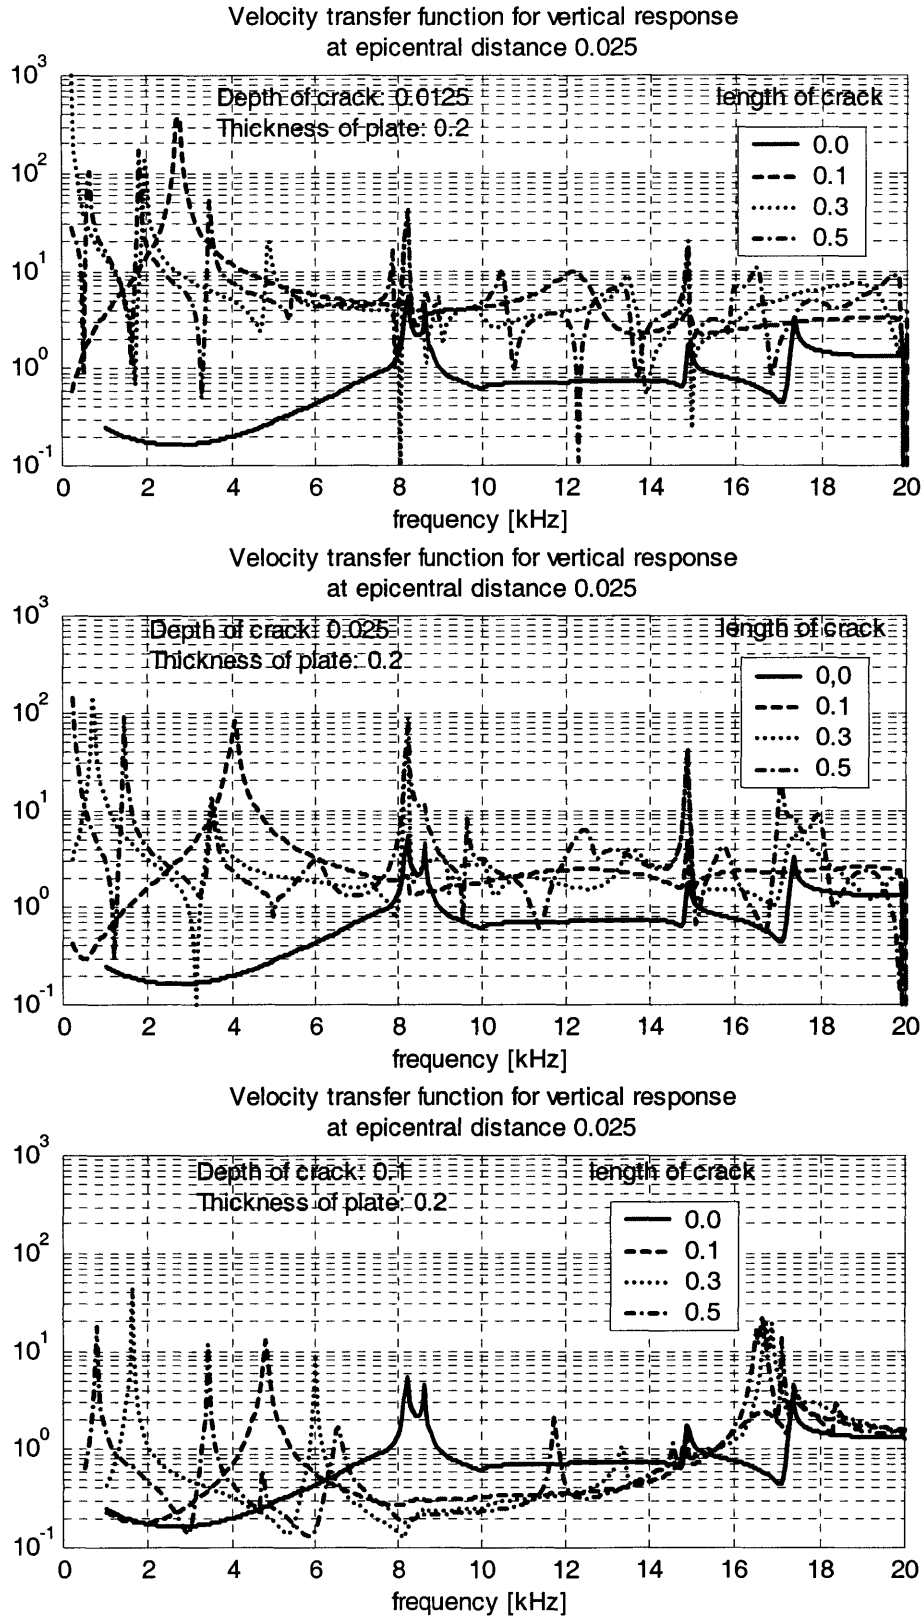 Velocity transfer function for vertical response
at epicentral distance 0.025
10^3
Depth of crack: 0.0125
length of crack
Thickness of plate: 0.2
0.0
0.1
10^2
0.3
0.5
10^1
10^0
10^-1
0 2 4 6 8 10 12 14 16 18 20
frequency [kHz]
Velocity transfer function for vertical response
at epicentral distance 0.025
10^3
Depth of crack: 0.025
length of crack
Thickness of plate: 0.2
0,0
0.1
10^2
0.3
0.5
10^1
10^0
10^-1
0 2 4 6 8 10 12 14 16 18 20
frequency [kHz]
Velocity transfer function for vertical response
at epicentral distance 0.025
10^3
Depth of crack: 0.1
length of crack
Thickness of plate: 0.2
0.0
0.1
10^2
0.3
0.5
10^1
10^0
10^-1
0 2 4 6 8 10 12 14 16 18 20
frequency [kHz]